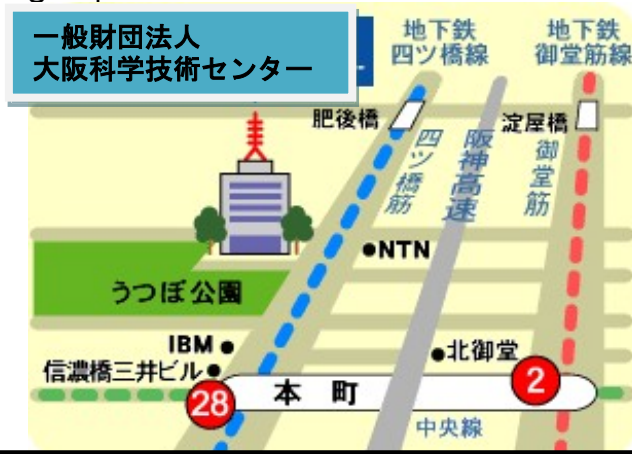 一般財団法人
大阪科学技術センター
地下鉄
四ツ橋線
地下鉄
御堂筋線
肥後橋
淀屋橋
四ツ橋筋
阪神高速
御堂筋
NTN
うつぼ公園
IBM
北御堂
信濃橋三井ビル
28
本町
2
中央線